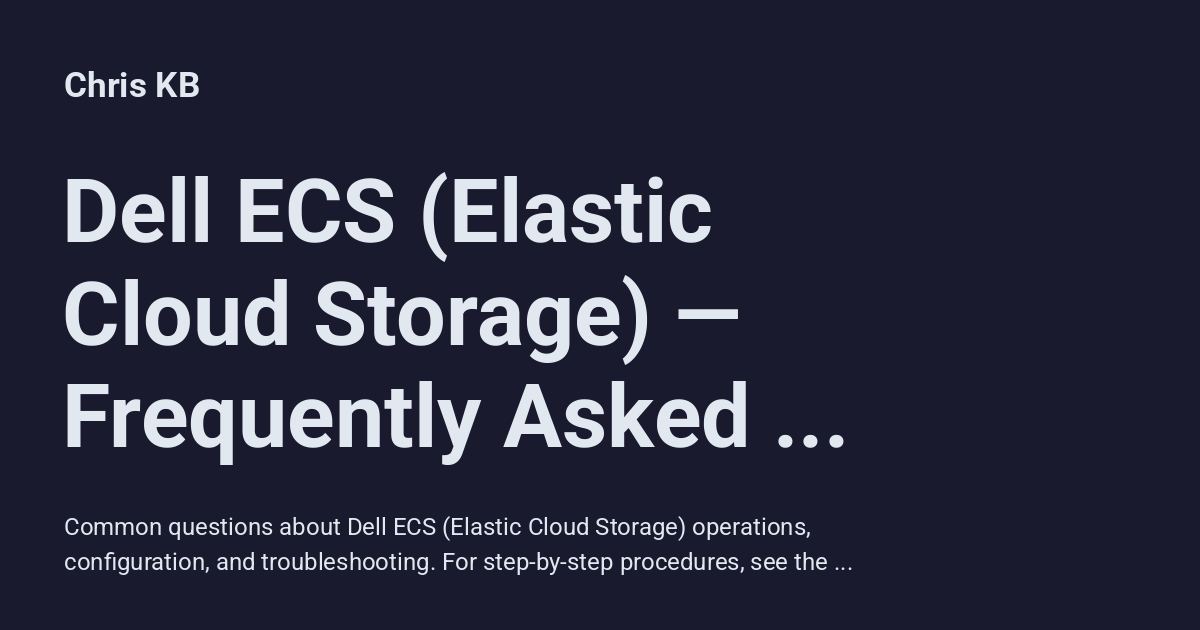 Chris KB
Dell ECS (Elastic
Cloud Storage) —
Frequently Asked ...
Common questions about Dell ECS (Elastic Cloud Storage) operations,
configuration, and troubleshooting. For step-by-step procedures, see the ...